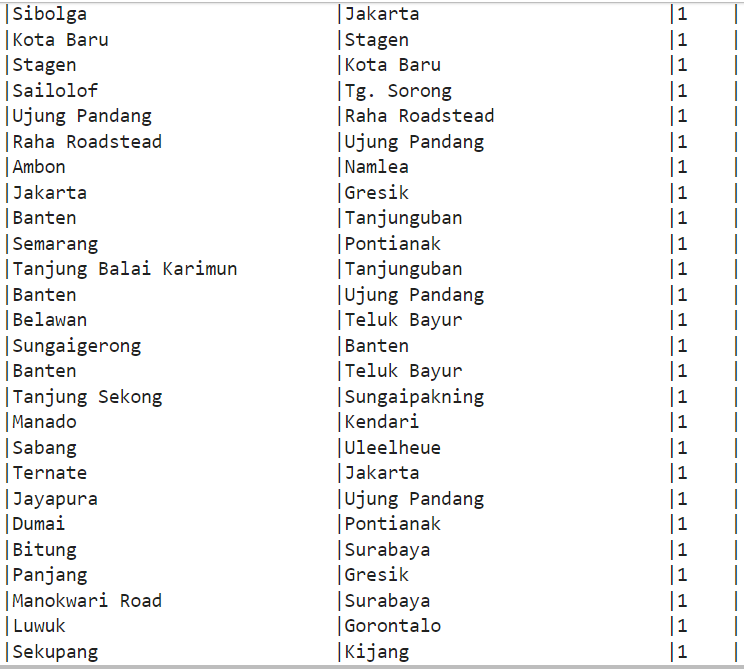 |Sibolga |Jakarta |1 |
|Kota Baru |Stagen |1 |
|Stagen |Kota Baru |1 |
|Sailolof |Tg. Sorong |1 |
|Ujung Pandang |Raha Roadstead |1 |
|Raha Roadstead |Ujung Pandang |1 |
|Ambon |Namlea |1 |
|Jakarta |Gresik |1 |
|Banten |Tanjunguban |1 |
|Semarang |Pontianak |1 |
|Tanjung Balai Karimun |Tanjunguban |1 |
|Banten |Ujung Pandang |1 |
|Belawan |Teluk Bayur |1 |
|Sungaigerong |Banten |1 |
|Banten |Teluk Bayur |1 |
|Tanjung Sekong |Sungaipakning |1 |
|Manado |Kendari |1 |
|Sabang |Uleelheue |1 |
|Ternate |Jakarta |1 |
|Jayapura |Ujung Pandang |1 |
|Dumai |Pontianak |1 |
|Bitung |Surabaya |1 |
|Panjang |Gresik |1 |
|Manokwari Road |Surabaya |1 |
|Luwuk |Gorontalo |1 |
|Sekupang |Kijang |1 |